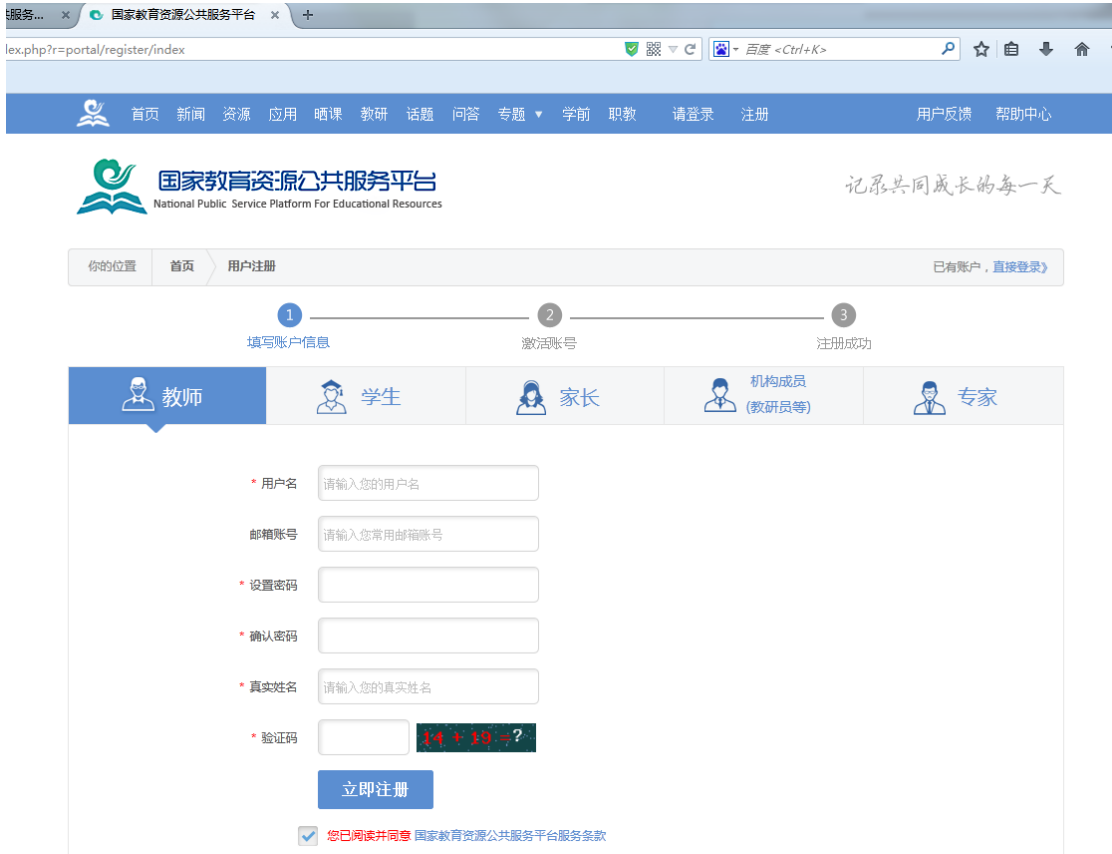 共服务... × 国家教育资源公共服务平台 × +
dex.php?r=portal/register/index 百度 <Ctrl+K>
首页 新闻 资源 应用 晒课 教研 话题 问答 专题 ▼ 学前 职教 请登录 注册 用户反馈 帮助中心
国家教育资源公共服务平台
National Public Service Platform For Educational Resources
记录共同成长的每一天
你的位置 首页 用户注册 已有账户，直接登录》
1 2 3
填写账户信息 激活账号 注册成功
教师 学生 家长 机构成员 专家
(教研员等)
* 用户名 请输入您的用户名
邮箱账号 请输入您常用邮箱账号
* 设置密码
* 确认密码
* 真实姓名 请输入您的真实姓名
* 验证码 14 + 19 =?
立即注册
您已阅读并同意 国家教育资源公共服务平台服务条款